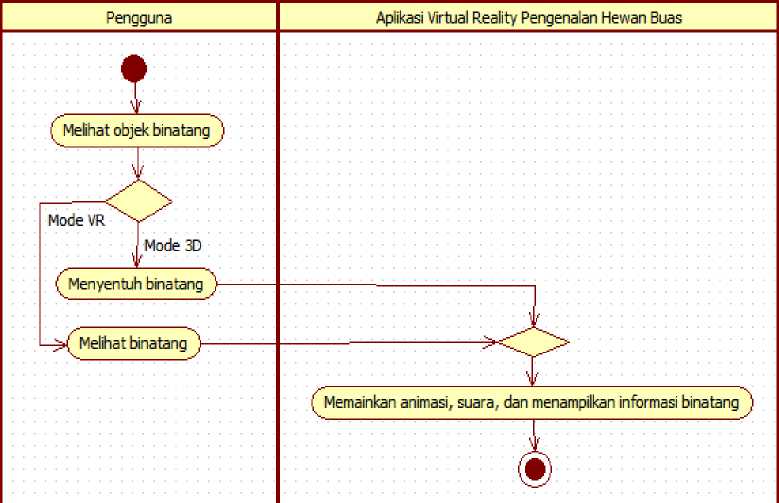 Pengguna
Aplikasi Virtual Reality Pengenalan Hewan Buas
Melihat objek binatang
Mode VR
Mode 3D
Menyentuh binatang
Melihat binatang
Memainkan animasi, suara, dan menampilkan informasi binatang